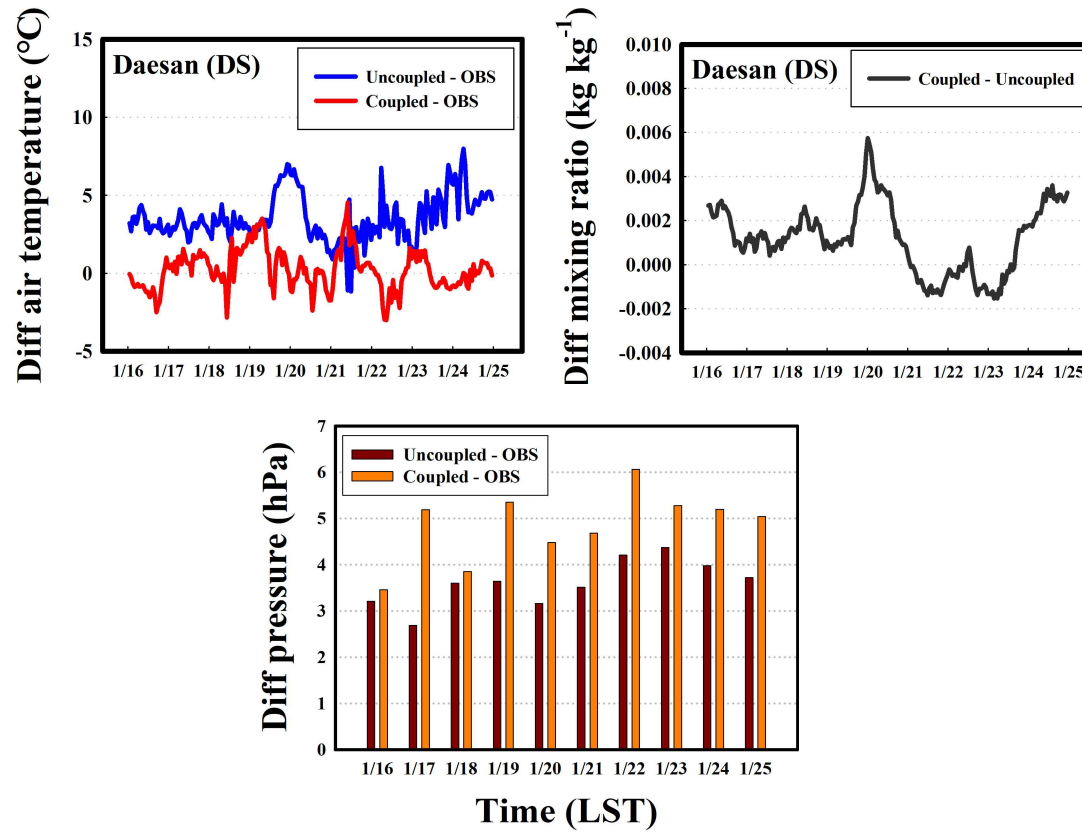 Diff air temperature (°C)
15
10
5
0
-5
Daesan (DS)
Uncoupled - OBS
Coupled - OBS
1/16 1/17 1/18 1/19 1/20 1/21 1/22 1/23 1/24 1/25
Diff mixing ratio (kg kg⁻¹)
0.010
0.008
0.006
0.004
0.002
0.000
-0.002
-0.004
Daesan (DS)
Coupled - Uncoupled
1/16 1/17 1/18 1/19 1/20 1/21 1/22 1/23 1/24 1/25
Diff pressure (hPa)
7
6
5
4
3
2
1
0
Uncoupled - OBS
Coupled - OBS
1/16 1/17 1/18 1/19 1/20 1/21 1/22 1/23 1/24 1/25
Time (LST)